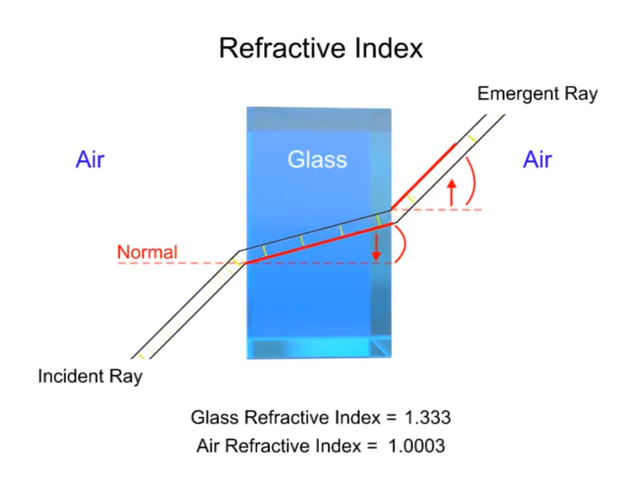 Refractive Index
Emergent Ray
Air
Glass
Air
Normal
Incident Ray
Glass Refractive Index = 1.333
Air Refractive Index = 1.0003